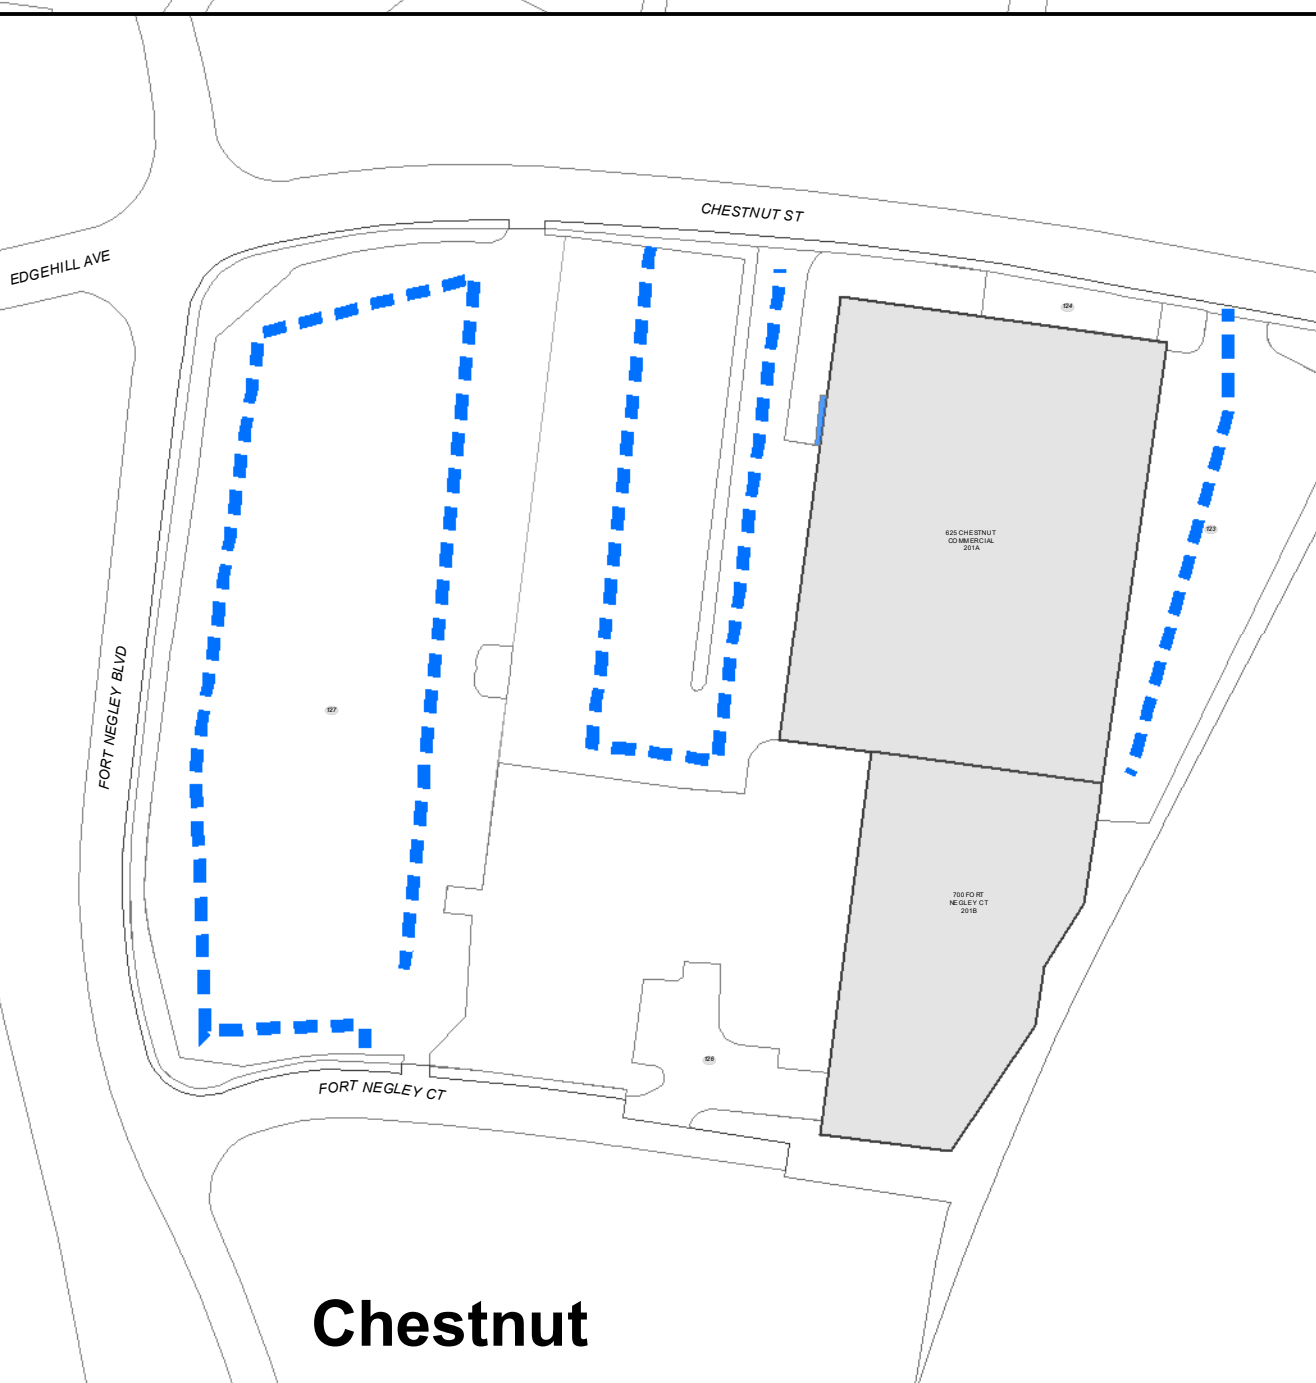 CHESTNUT ST
EDGEHILL AVE
124
123
625 CHESTNUT
COMMERCIAL
201A
FORT NEGLEY BLVD
127
700 FORT
NEGLEY CT
201B
126
FORT NEGLEY CT
Chestnut